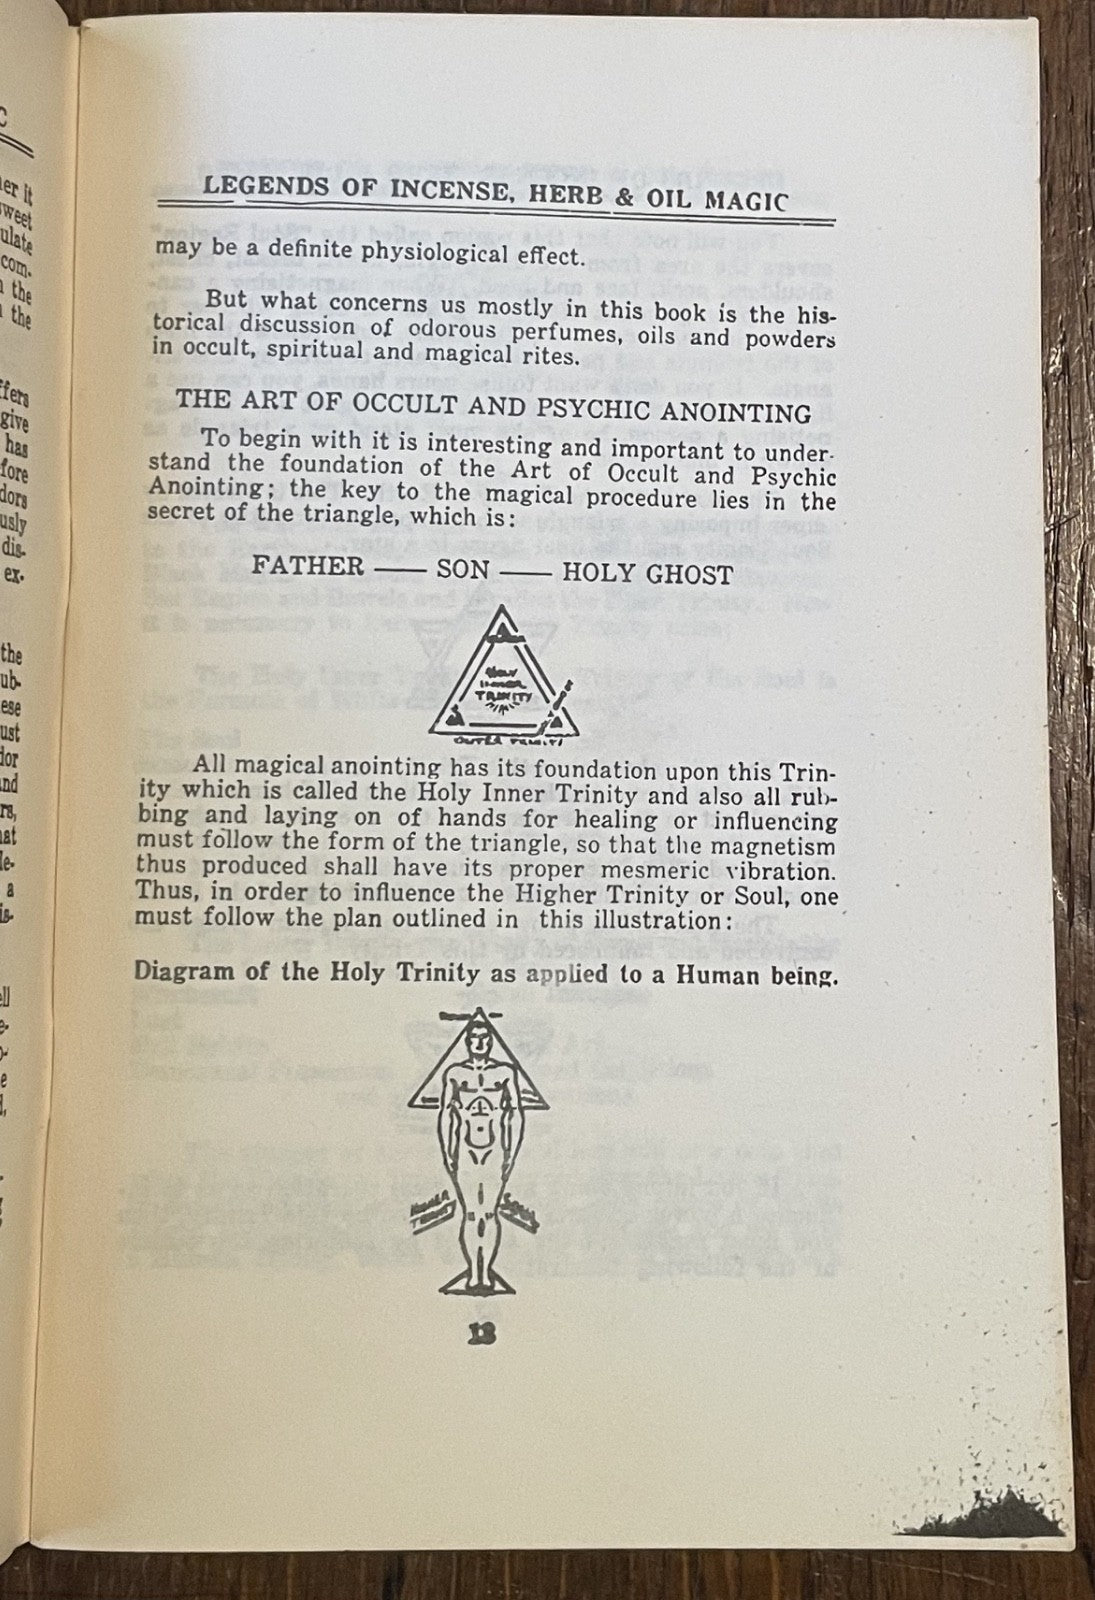 LEGENDS OF INCENSE, HERB & OIL MAGIC
may be a definite physiological effect.
But what concerns us mostly in this book is the his-
torical discussion of odorous perfumes, oils and powders
in occult, spiritual and magical rites.
THE ART OF OCCULT AND PSYCHIC ANOINTING
To begin with it is interesting and important to under-
stand the foundation of the Art of Occult and Psychic
Anointing; the key to the magical procedure lies in the
secret of the triangle, which is:
FATHER — SON — HOLY GHOST
HOLY
INNER
TRINITY
OUTER TRINITY
All magical anointing has its foundation upon this Trin-
ity which is called the Holy Inner Trinity and also all rub-
bing and laying on of hands for healing or influencing
must follow the form of the triangle, so that the magnetism
thus produced shall have its proper mesmeric vibration.
Thus, in order to influence the Higher Trinity or Soul, one
must follow the plan outlined in this illustration:
Diagram of the Holy Trinity as applied to a Human being.
SOUL